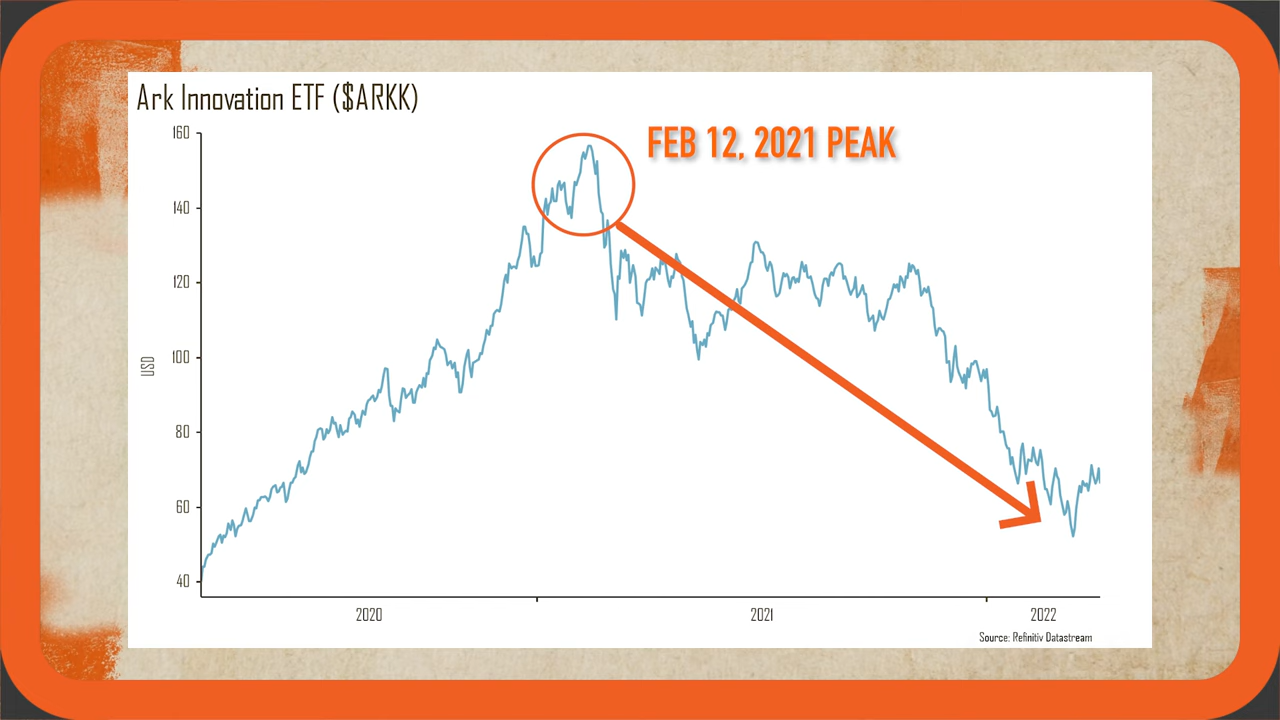 Ark Innovation ETF ($ARKK)
FEB 12, 2021 PEAK
160
140
120
100
80
60
40
USD
2020
2021
2022
Source: Refinitiv Datastream